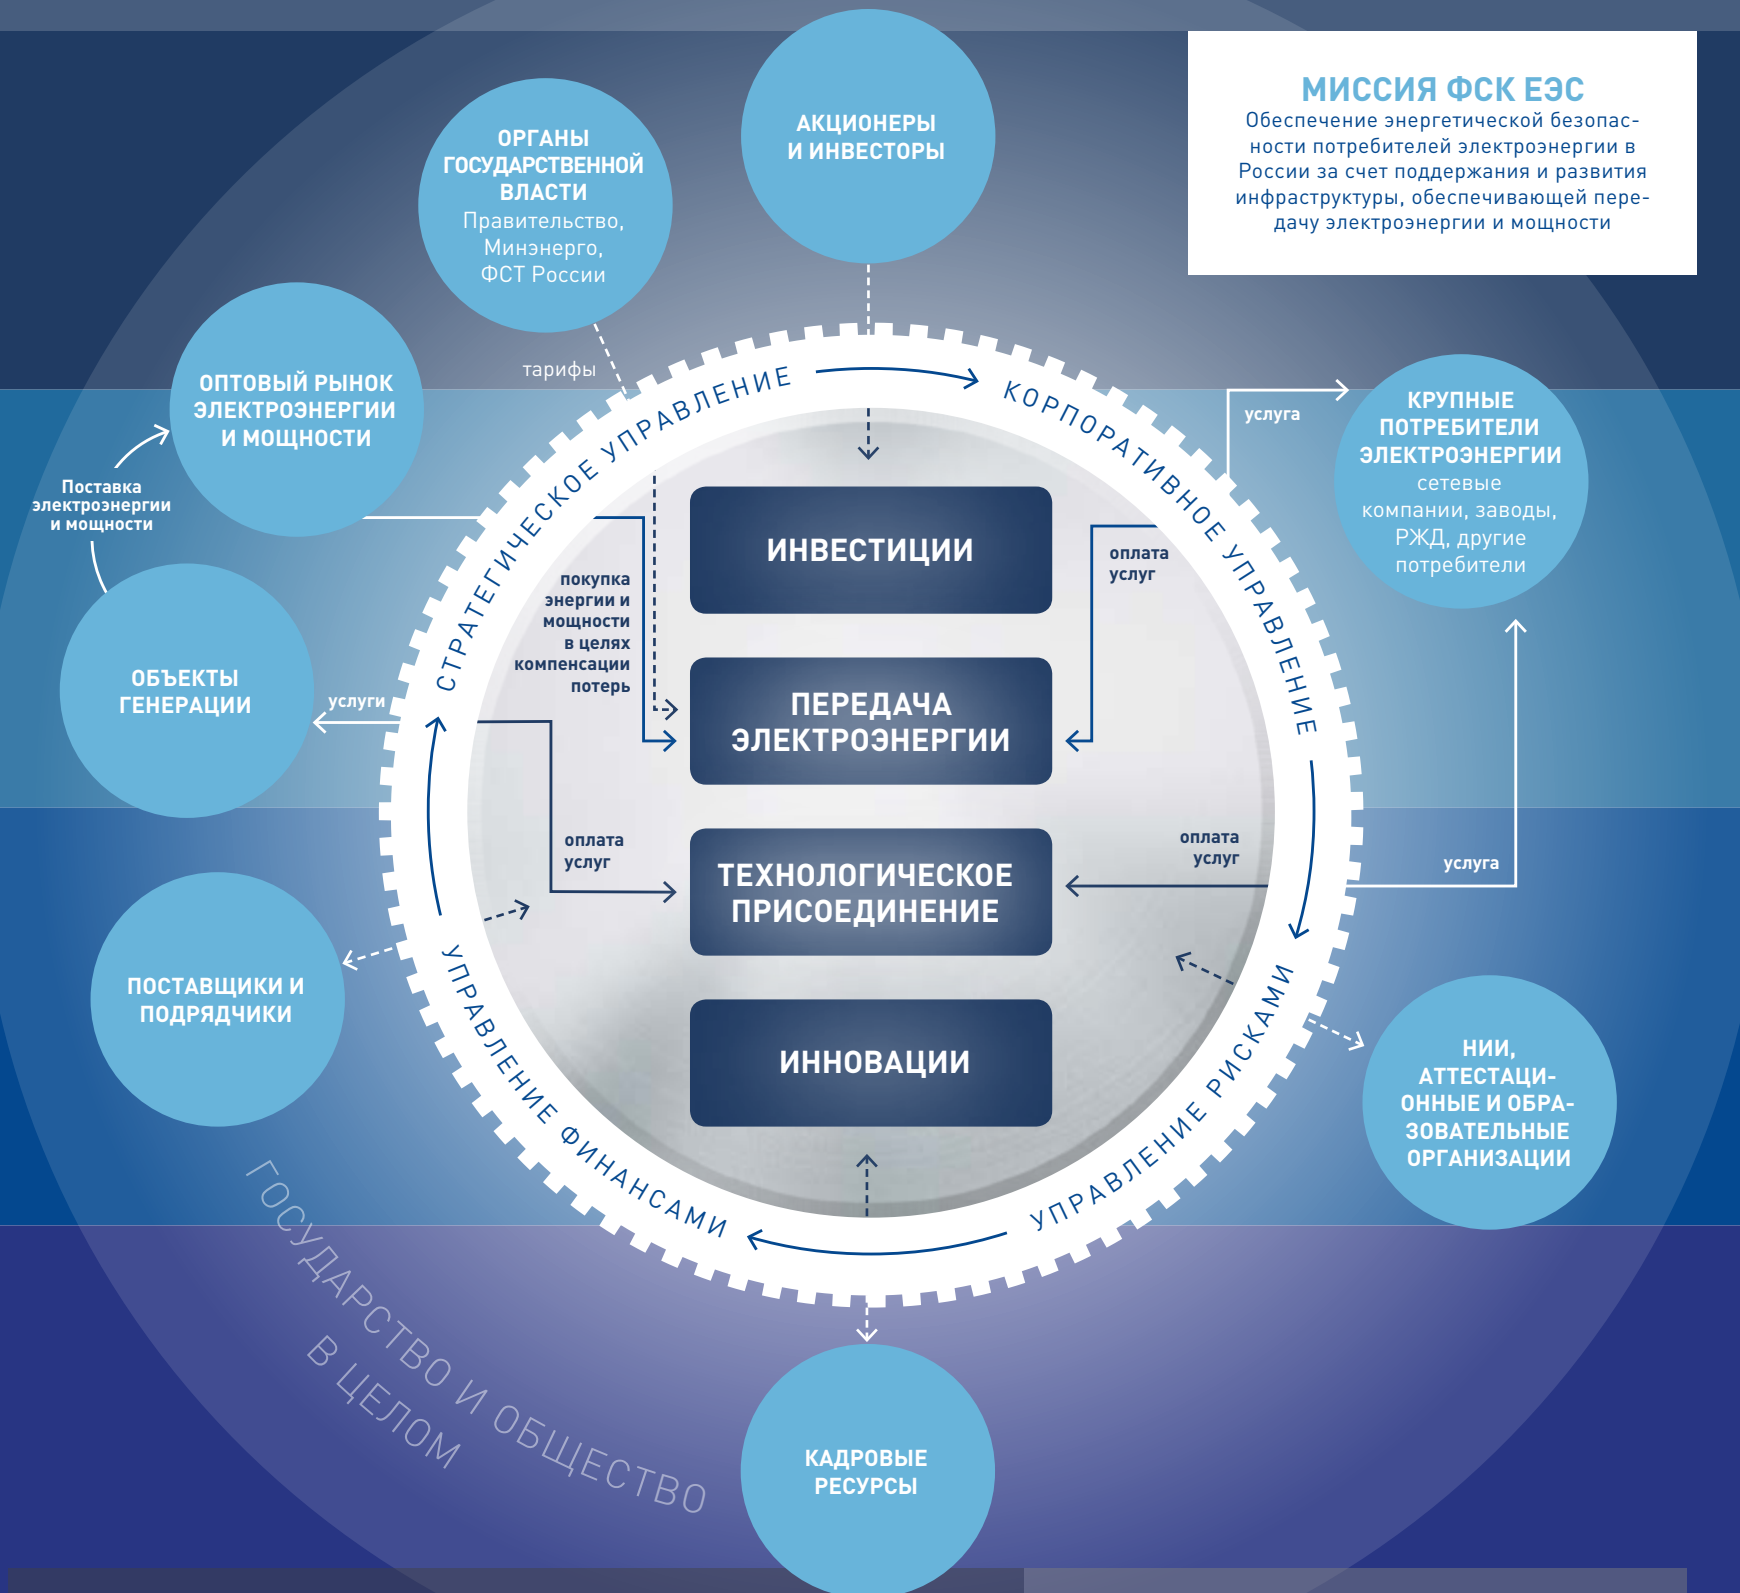 АКЦИОНЕРЫ
И ИНВЕСТОРЫ
МИССИЯ ФСК ЕЭС
Обеспечение энергетической безопас-
ности потребителей электроэнергии в
России за счет поддержания и развития
инфраструктуры, обеспечивающей пере-
дачу электроэнергии и мощности
ОРГАНЫ
ГОСУДАРСТВЕННОЙ
ВЛАСТИ
Правительство,
Минэнерго,
ФСТ России
тарифы
ОПТОВЫЙ РЫНОК
ЭЛЕКТРОЭНЕРГИИ
И МОЩНОСТИ
Поставка
электроэнергии
и мощности
ОБЪЕКТЫ
ГЕНЕРАЦИИ
услуги
СТРАТЕГИЧЕСКОЕ УПРАВЛЕНИЕ
КОРПОРАТИВНОЕ УПРАВЛЕНИЕ
услуга
КРУПНЫЕ
ПОТРЕБИТЕЛИ
ЭЛЕКТРОЭНЕРГИИ
сетевые
компании, заводы,
РЖД, другие
потребители
ИНВЕСТИЦИИ
покупка
энергии и
мощности
в целях
компенсации
потерь
оплата
услуг
ПЕРЕДАЧА
ЭЛЕКТРОЭНЕРГИИ
оплата
услуг
ТЕХНОЛОГИЧЕСКОЕ
ПРИСОЕДИНЕНИЕ
оплата
услуг
услуга
ПОСТАВЩИКИ И
ПОДРЯДЧИКИ
ИННОВАЦИИ
УПРАВЛЕНИЕ ФИНАНСАМИ
УПРАВЛЕНИЕ РИСКАМИ
НИИ,
АТТЕСТАЦИ-
ОННЫЕ И ОБРА-
ЗОВАТЕЛЬНЫЕ
ОРГАНИЗАЦИИ
ГОСУДАРСТВО И ОБЩЕСТВО
В ЦЕЛОМ
КАДРОВЫЕ
РЕСУРСЫ